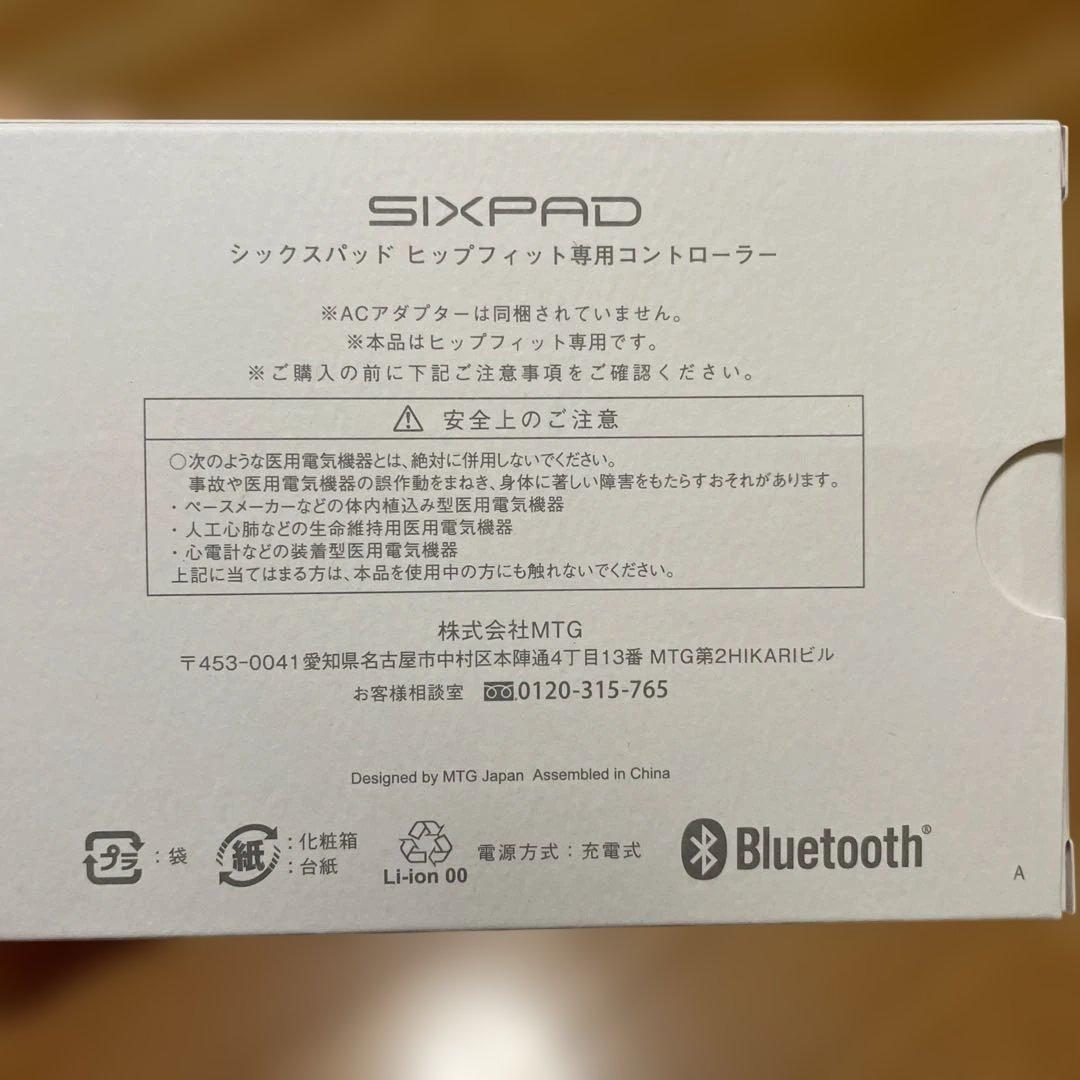 SIXPAD
シックスパッド ヒップフィット専用コントローラー
※ACアダプターは同梱されていません。
※本品はヒップフィット専用です。
※ご購入の前に下記ご注意事項をご確認ください。
安全上のご注意
○次のような医用電気機器とは、絶対に併用しないでください。
事故や医用電気機器の誤作動をまねき、身体に著しい障害をもたらすおそれがあります。
・ペースメーカーなどの体内植込み型医用電気機器
・人工心肺などの生命維持用医用電気機器
・心電計などの装着型医用電気機器
上記に当てはまる方は、本品を使用中の方にも触れないでください。
株式会社MTG
〒453-0041 愛知県名古屋市中村区本陣通4丁目13番 MTG第2HIKARIビル
お客様相談室 0120-315-765
Designed by MTG Japan Assembled in China
プラ : 袋
紙 : 化粧箱
: 台紙
Li-ion 00
電源方式 : 充電式
Bluetooth®
A